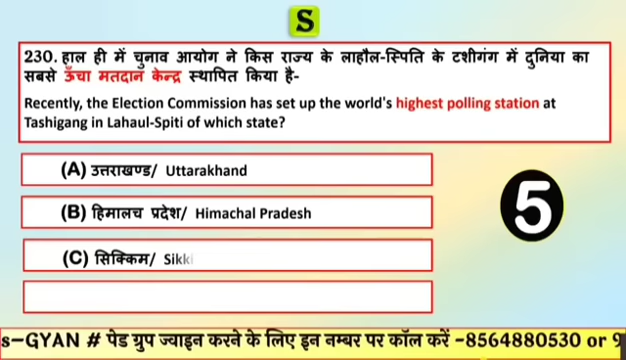 S
230. हाल ही में चुनाव आयोग ने किस राज्य के लाहौल-स्पिति के टशीगंग में दुनिया का
सबसे ऊँचा मतदान केन्द्र स्थापित किया है-
Recently, the Election Commission has set up the world's highest polling station at
Tashigang in Lahaul-Spiti of which state?
(A) उत्तराखण्ड/ Uttarakhand
(B) हिमालच प्रदेश/ Himachal Pradesh
(C) सिक्किम/ Sikki
5
s-GYAN # पेड ग्रुप ज्वाइन करने के लिए इन नम्बर पर कॉल करें -8564880530 or 9